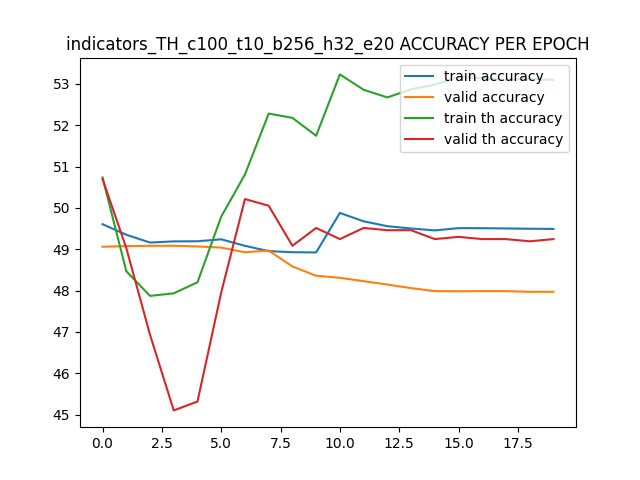 indicators_TH_c100_t10_b256_h32_e20 ACCURACY PER EPOCH
train accuracy
valid accuracy
train th accuracy
valid th accuracy
53
52
51
50
49
48
47
46
45
0.0 2.5 5.0 7.5 10.0 12.5 15.0 17.5